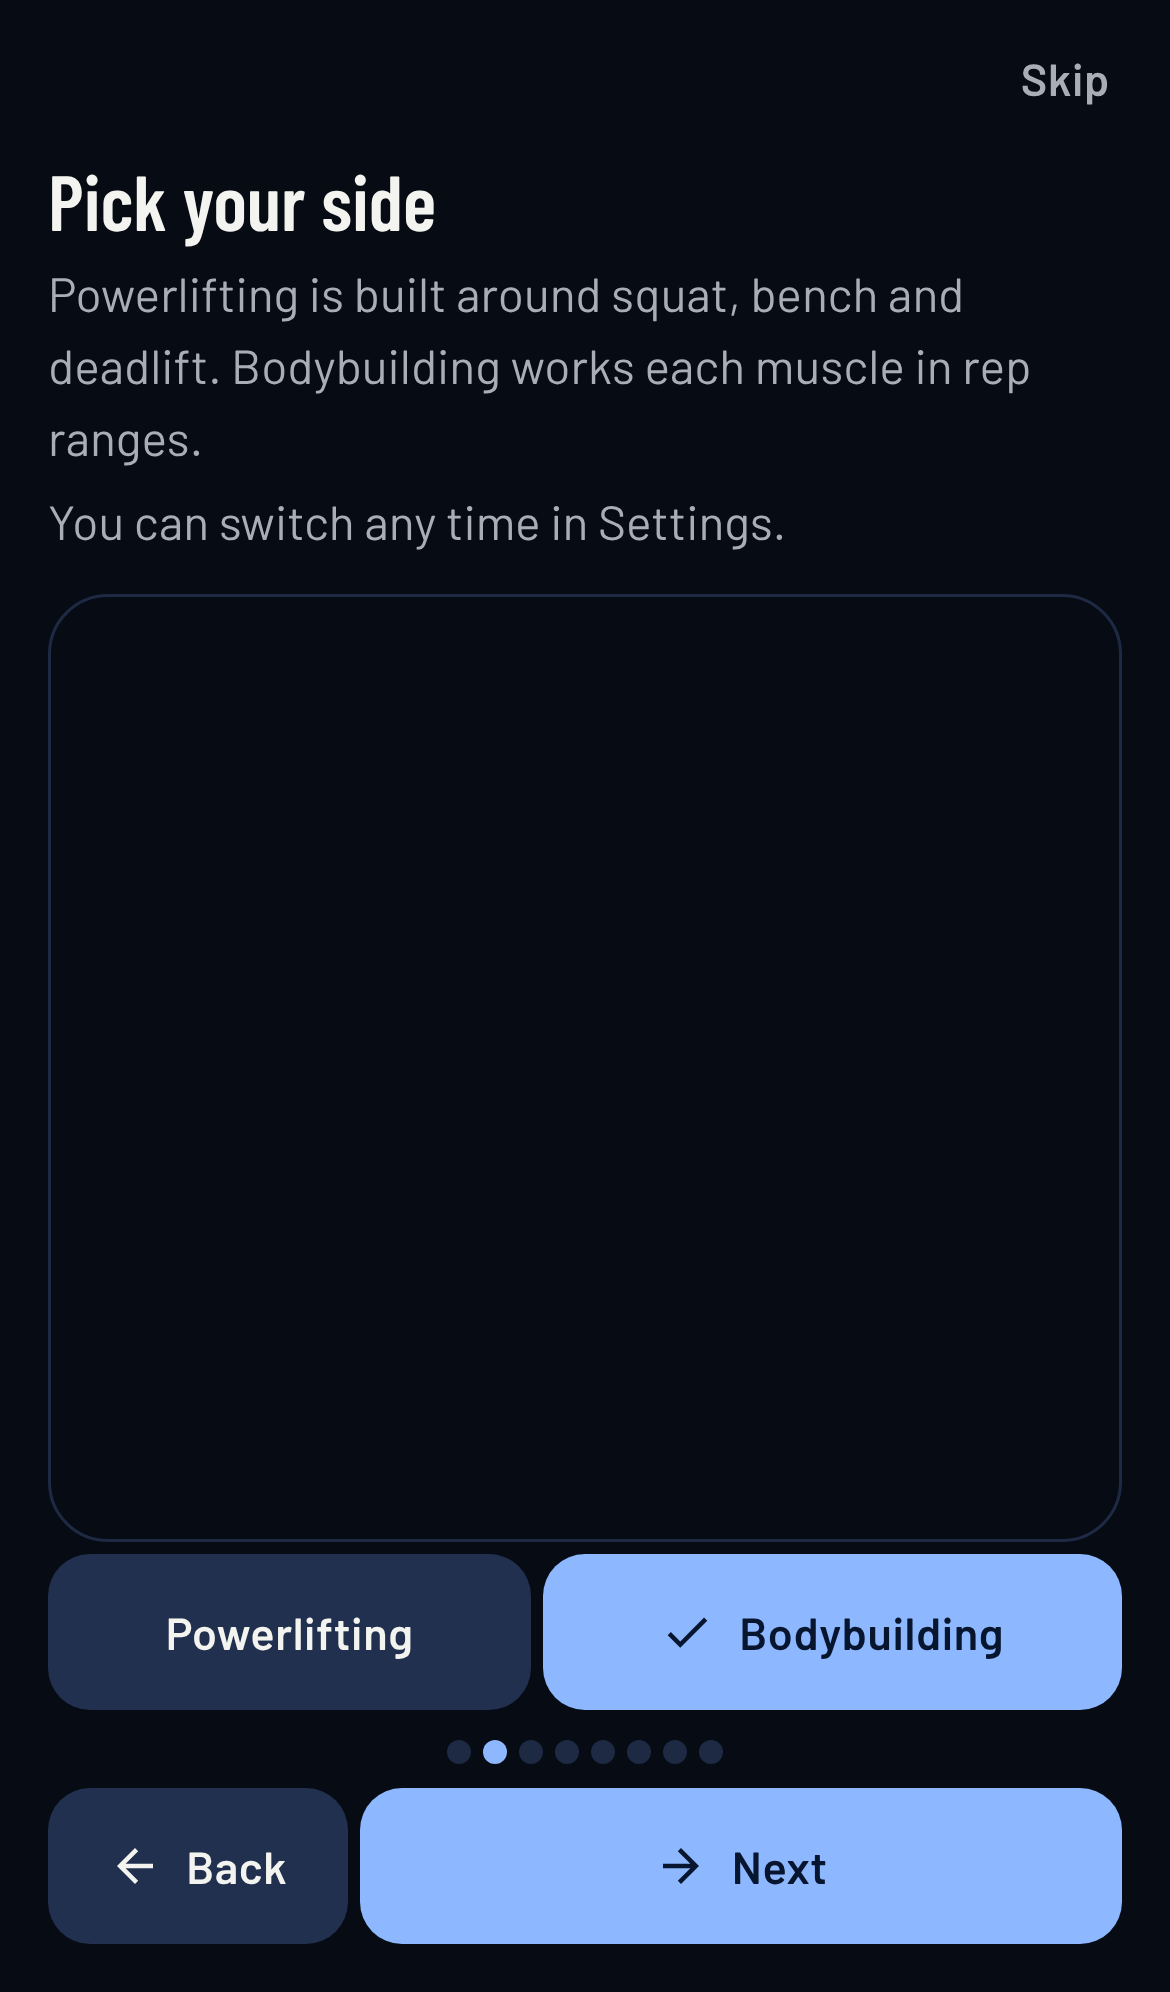 Skip
Pick your side
Powerlifting is built around squat, bench and
deadlift. Bodybuilding works each muscle in rep
ranges.
You can switch any time in Settings.
Powerlifting
Bodybuilding
Back
Next